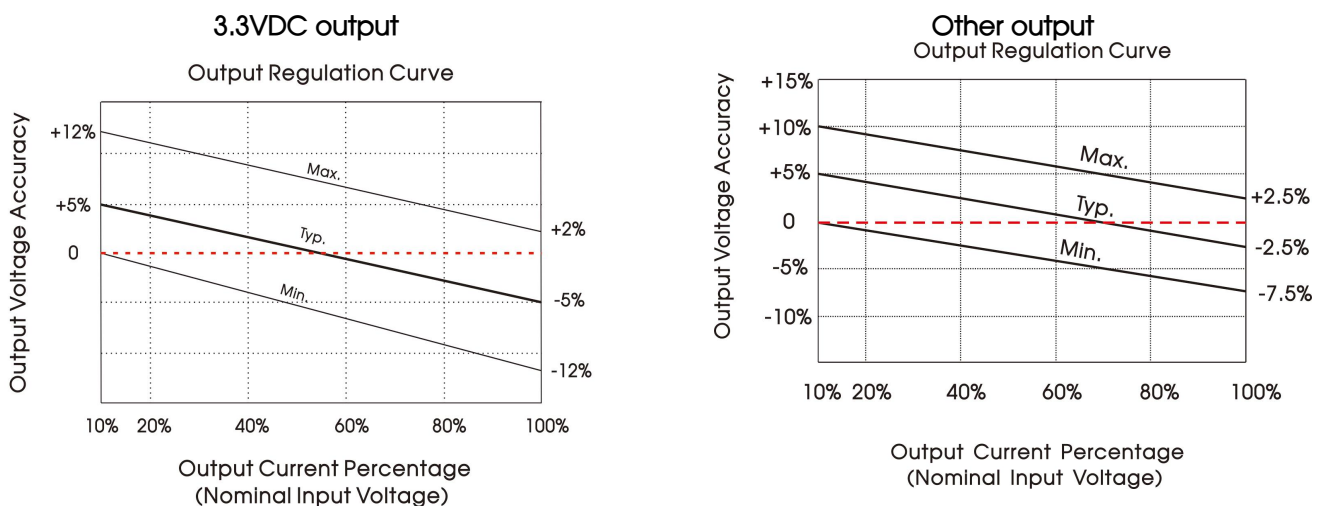 3.3VDC output
Output Regulation Curve
Output Voltage Accuracy
+12%
+5%
0
Max.
Typ.
Min.
+2%
-5%
-12%
10% 20% 40% 60% 80% 100%
Output Current Percentage
(Nominal Input Voltage)
Other output
Output Regulation Curve
Output Voltage Accuracy
+15%
+10%
+5%
0
-5%
-10%
Max.
Typ.
Min.
+2.5%
-2.5%
-7.5%
10% 20% 40% 60% 80% 100%
Output Current Percentage
(Nominal Input Voltage)